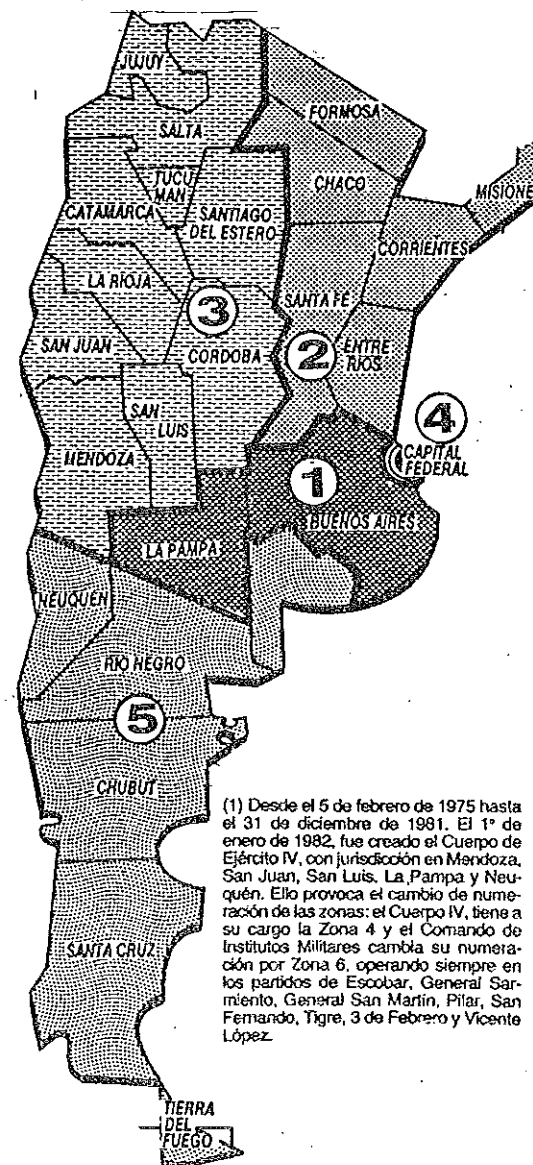 JUJUY
FORMOSA
SALTA
CHACO
TUCU
MAN
MISIONE
CATAMARCA
SANTIAGO
DEL ESTERO
CORRIENTES
LA RIOJA
3
SANTA FÉ
SAN JUAN
CORDOBA
2
ENTRE
RIOS
SAN
LUIS
4
CAPITAL
FEDERAL
MENDOZA
1
BUENOS AIRES
LA PAMPA
NEUQUÉN
RIO NEGRO
5
CHUBUT
(1) Desde el 5 de febrero de 1975 hasta
el 31 de diciembre de 1981. El 1° de
enero de 1982, fue creado el Cuerpo de
Ejército IV, con jurisdicción en Mendoza,
San Juan, San Luis, La Pampa y Neu-
quén. Ello provoca el cambio de nume-
ración de las zonas: el Cuerpo IV, tiene a
su cargo la Zona 4 y el Comando de
Institutos Militares cambia su numera-
ción por Zona 6, operando siempre en
los partidos de Escobar, General Sar-
miento, General San Martín, Pilar, San
Fernando, Tigre, 3 de Febrero y Vicente
López.
SANTA CRUZ
TIERRA
DEL
FUEGO